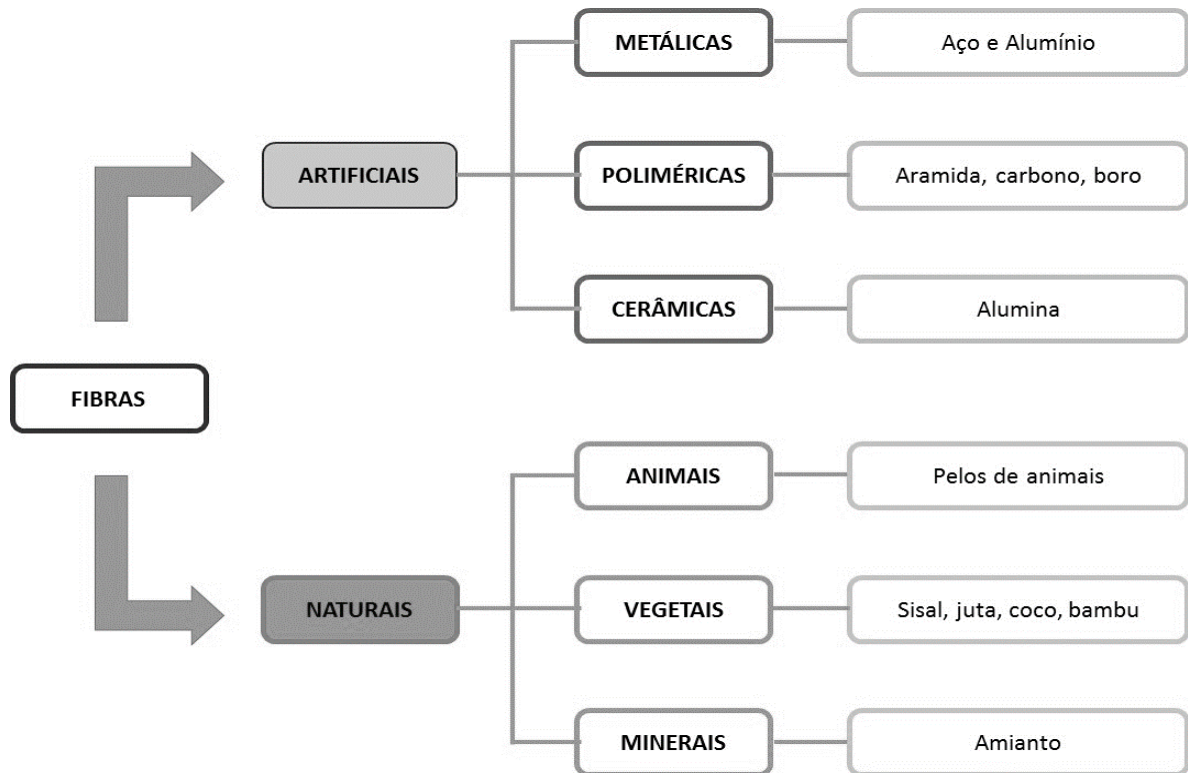 METÁLICAS
Aço e Alumínio
ARTIFICIAIS
POLIMÉRICAS
Aramida, carbono, boro
CERÂMICAS
Alumina
FIBRAS
ANIMAIS
Pelos de animais
NATURAIS
VEGETAIS
Sisal, juta, coco, bambu
MINERAIS
Amianto